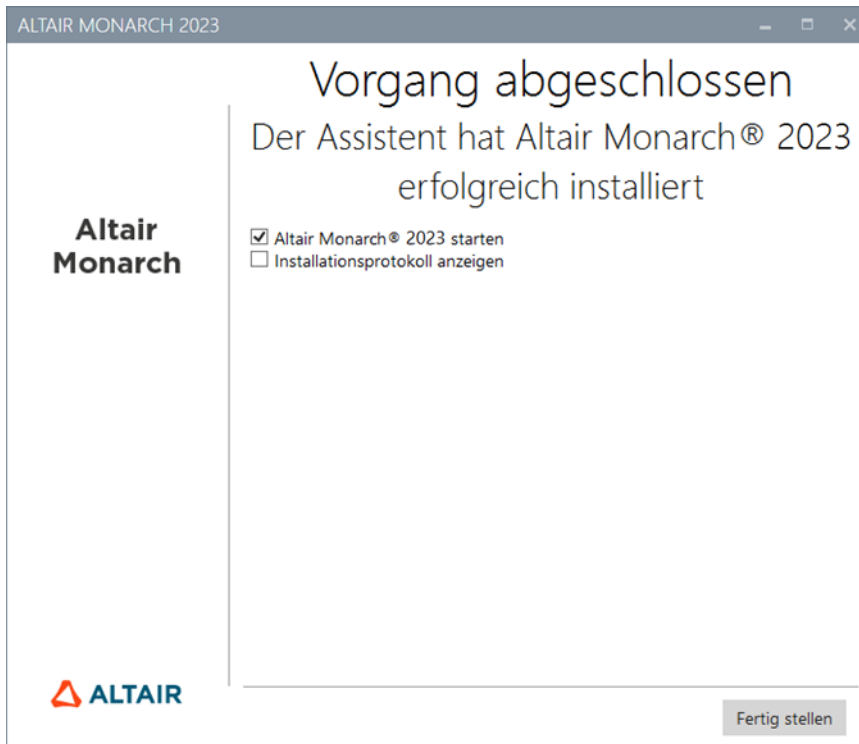 ALTAIR MONARCH 2023
Vorgang abgeschlossen
Der Assistent hat Altair Monarch® 2023
erfolgreich installiert
Altair
Monarch
Altair Monarch® 2023 starten
Installationsprotokoll anzeigen
ALTAIR
Fertig stellen